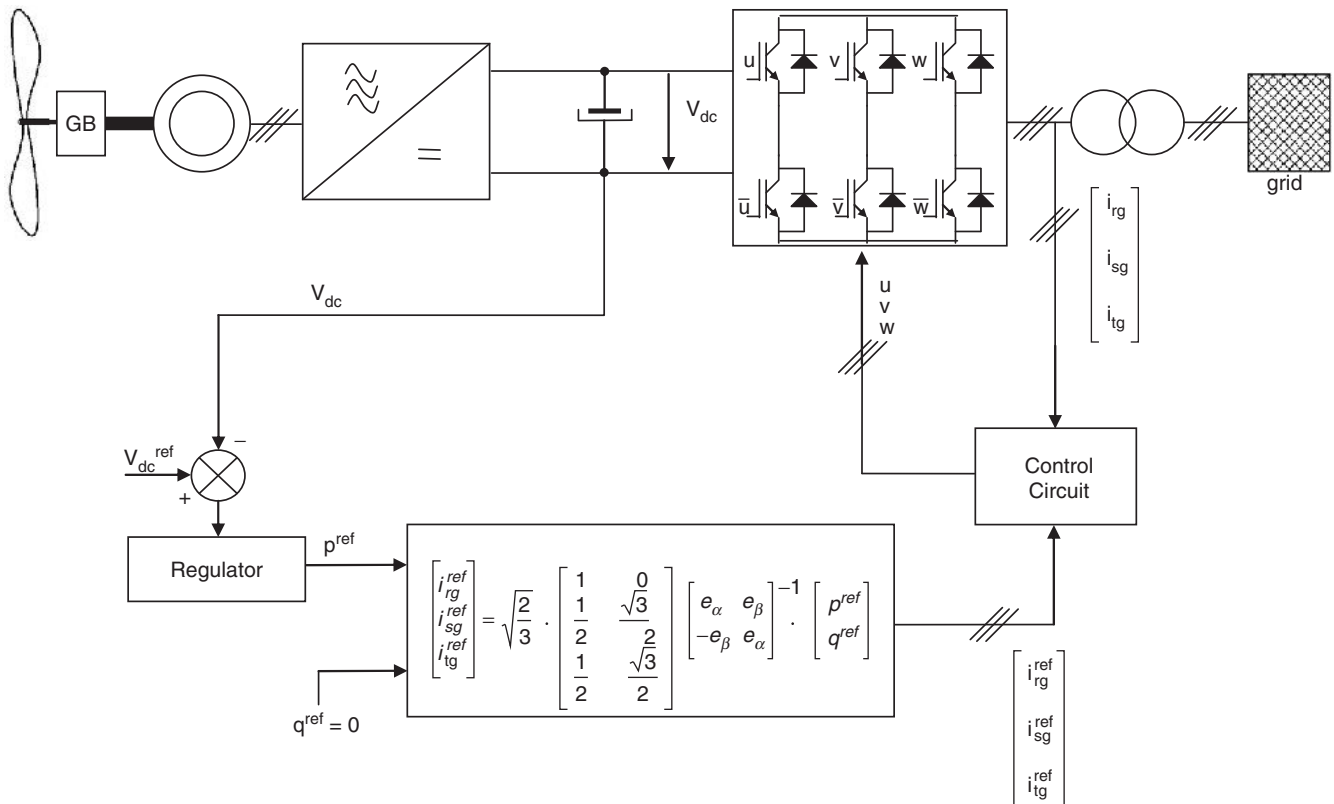 GB
=
V_dc
u v w
u̅ v̅ w̅
grid
[i_rg
i_sg
i_tg]
V_dc
u
v
w
V_dc^ref
−
+
Control
Circuit
Regulator
p^ref
q^ref = 0
[i_rg^ref
i_sg^ref
i_tg^ref] = √(2/3) · [1 0
1/2 √3/2
1/2 √3/2] [e_α e_β
−e_β e_α]^−1 · [p^ref
q^ref]
[i_rg^ref
i_sg^ref
i_tg^ref]